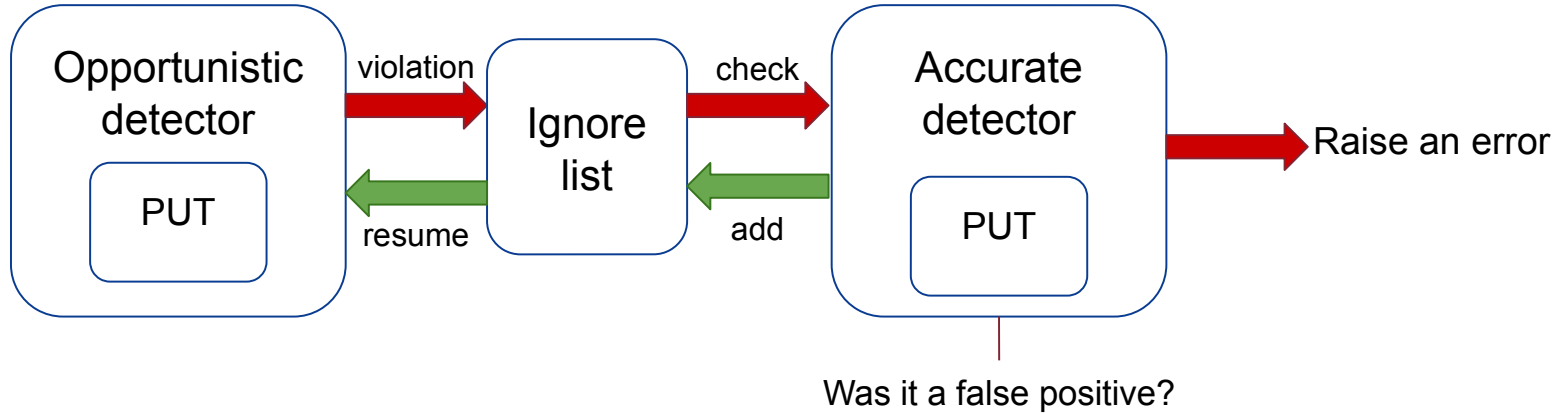 Opportunistic
detector
PUT
violation
resume
Ignore
list
check
add
Accurate
detector
PUT
Raise an error
Was it a false positive?